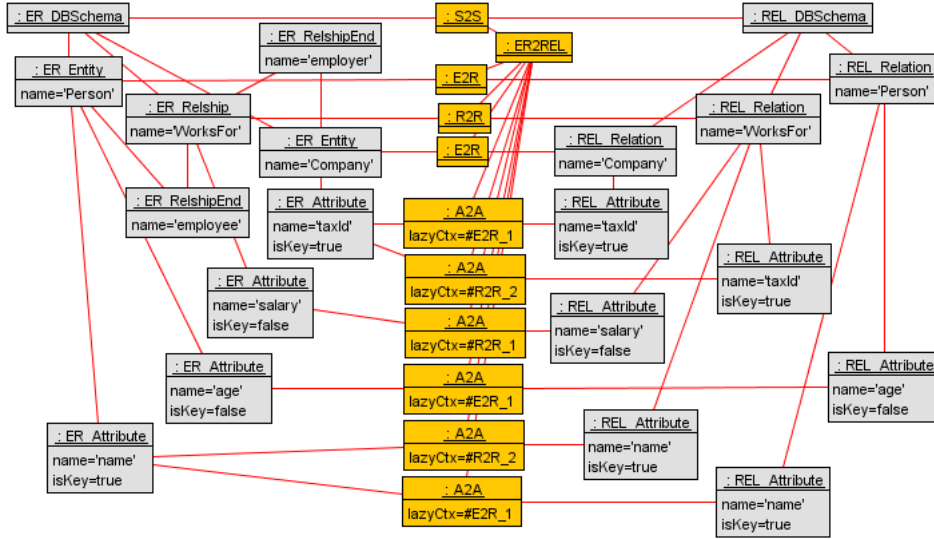 : ER_DBSchema
: S2S
: REL_DBSchema
: ER_RelshipEnd
name='employer'
: ER2REL
: ER_Entity
name='Person'
: E2R
: REL_Relation
name='Person'
: ER_Relship
name='WorksFor'
: R2R
: REL_Relation
name='WorksFor'
: ER_Entity
name='Company'
: E2R
: REL_Relation
name='Company'
: ER_RelshipEnd
name='employee'
: ER_Attribute
name='taxId'
isKey=true
: A2A
lazyCtx=#E2R_1
: REL_Attribute
name='taxId'
isKey=true
: A2A
lazyCtx=#R2R_2
: REL_Attribute
name='taxId'
isKey=true
: ER_Attribute
name='salary'
isKey=false
: A2A
lazyCtx=#R2R_1
: REL_Attribute
name='salary'
isKey=false
: ER_Attribute
name='age'
isKey=false
: A2A
lazyCtx=#E2R_1
: REL_Attribute
name='age'
isKey=false
: ER_Attribute
name='name'
isKey=true
: A2A
lazyCtx=#R2R_2
: REL_Attribute
name='name'
isKey=true
: A2A
lazyCtx=#E2R_1
: REL_Attribute
name='name'
isKey=true